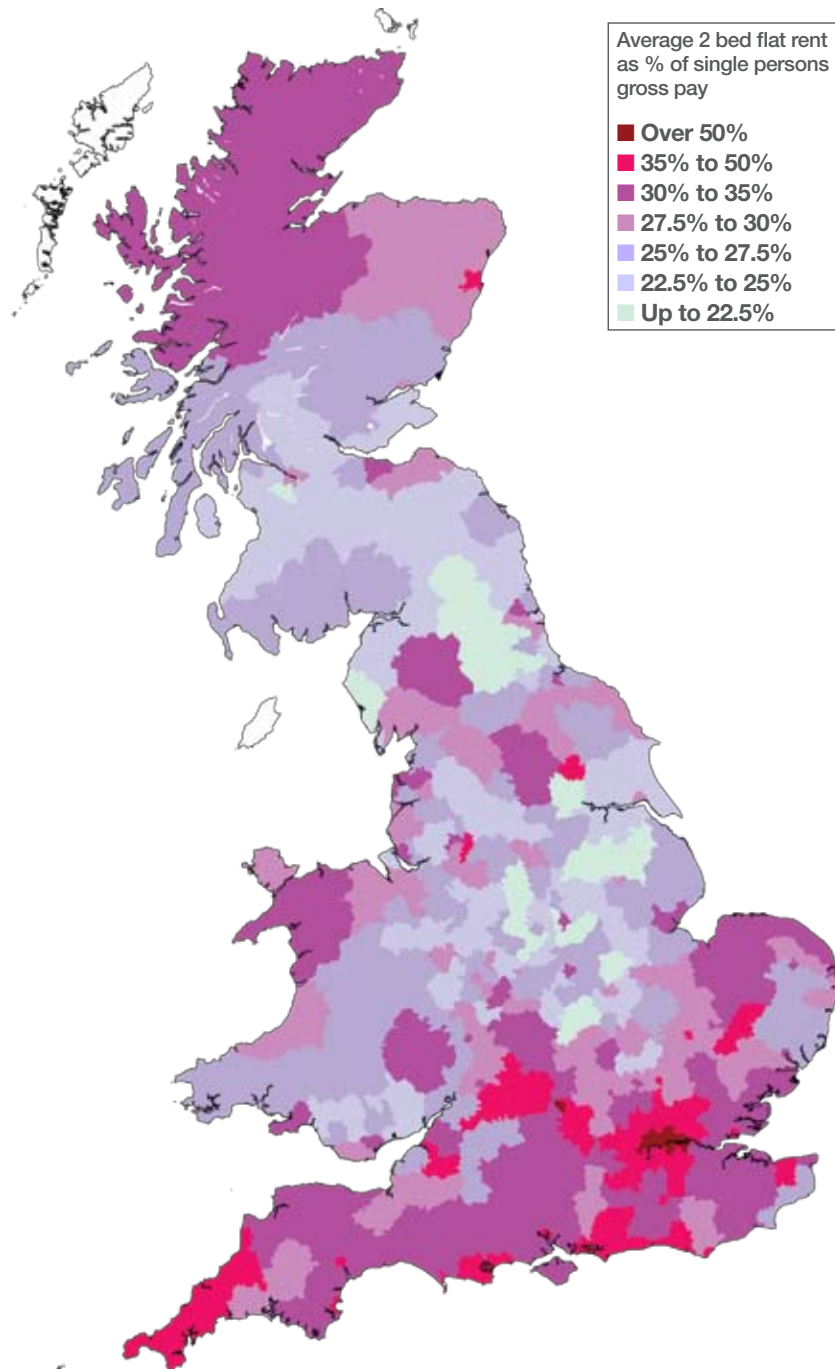 Average 2 bed flat rent
as % of single persons
gross pay
Over 50%
35% to 50%
30% to 35%
27.5% to 30%
25% to 27.5%
22.5% to 25%
Up to 22.5%